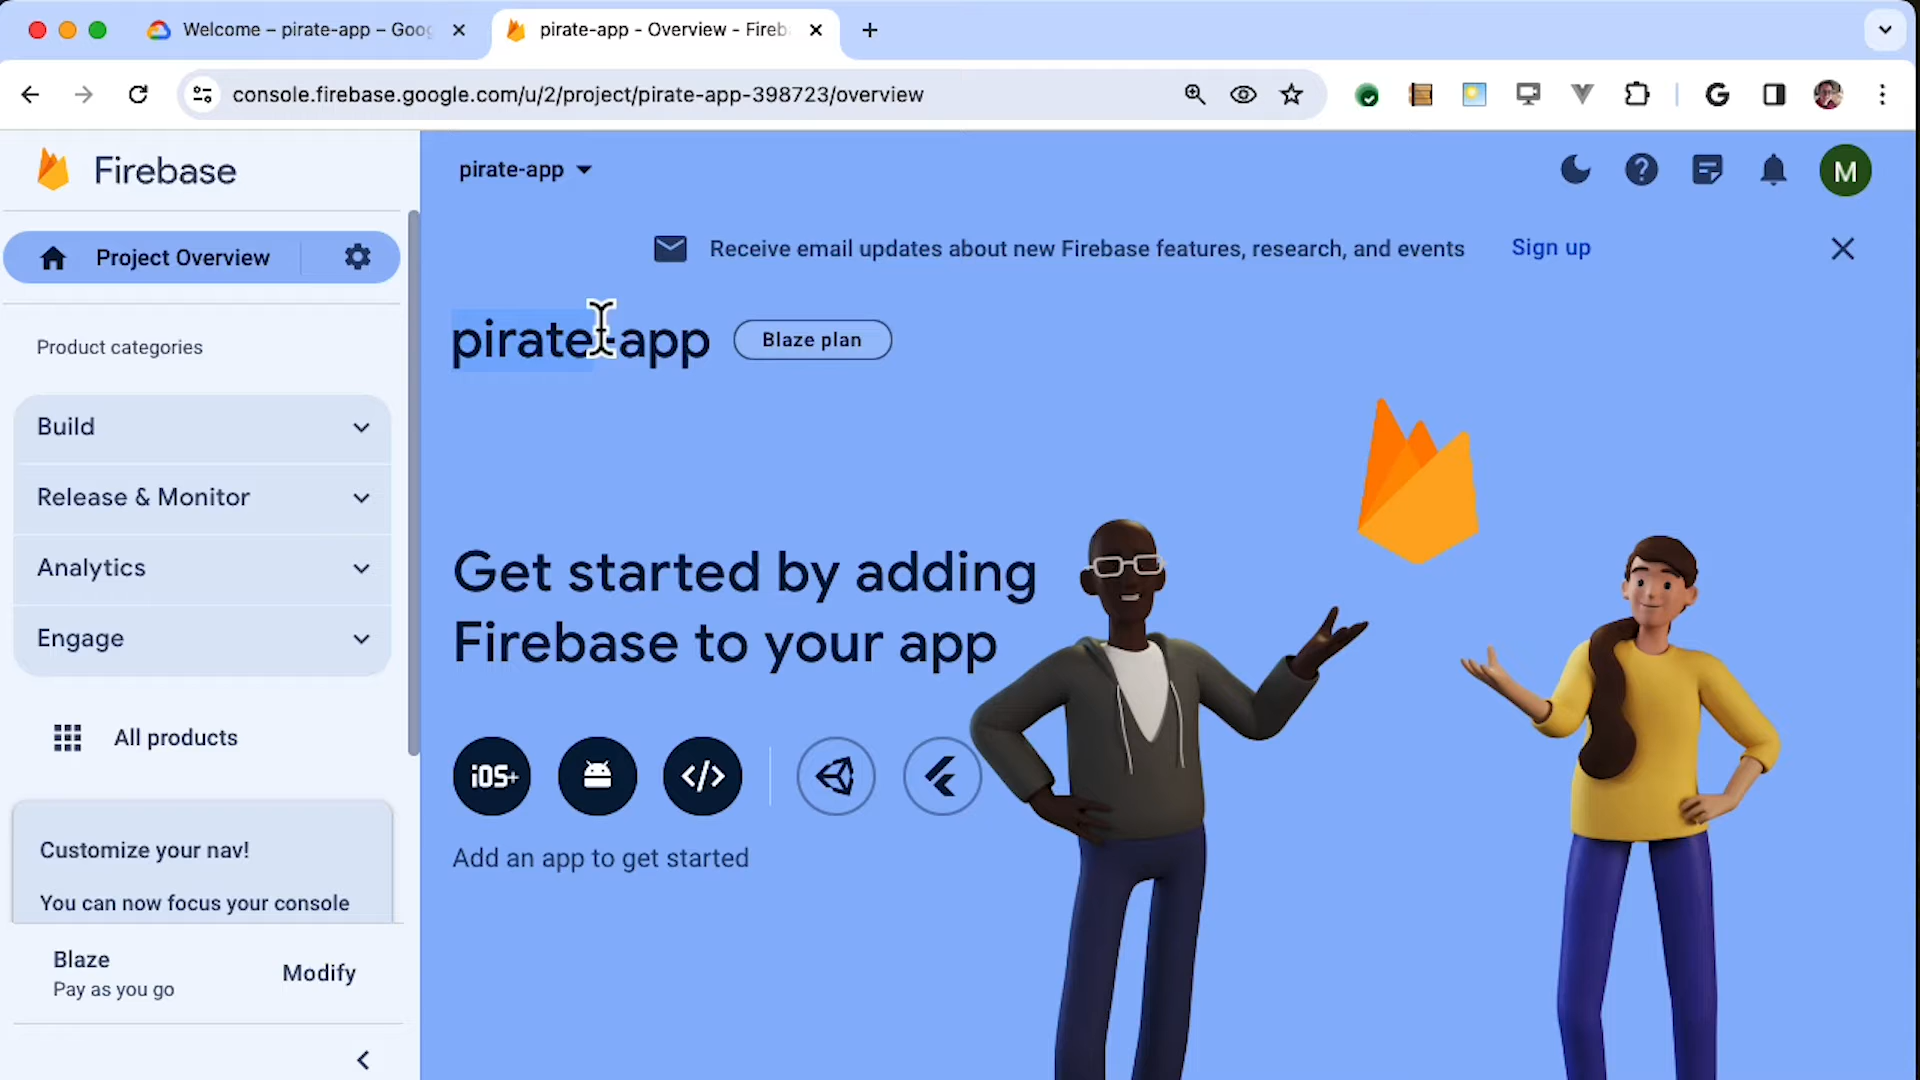 Welcome – pirate-app – Goog
pirate-app - Overview - Fireb
console.firebase.google.com/u/2/project/pirate-app-398723/overview
Firebase
pirate-app
M
Project Overview
Receive email updates about new Firebase features, research, and events
Sign up
pirate-app
Blaze plan
Product categories
Build
Release & Monitor
Analytics
Engage
All products
Get started by adding
Firebase to your app
iOS+
</>
Add an app to get started
Customize your nav!
You can now focus your console
Blaze
Pay as you go
Modify